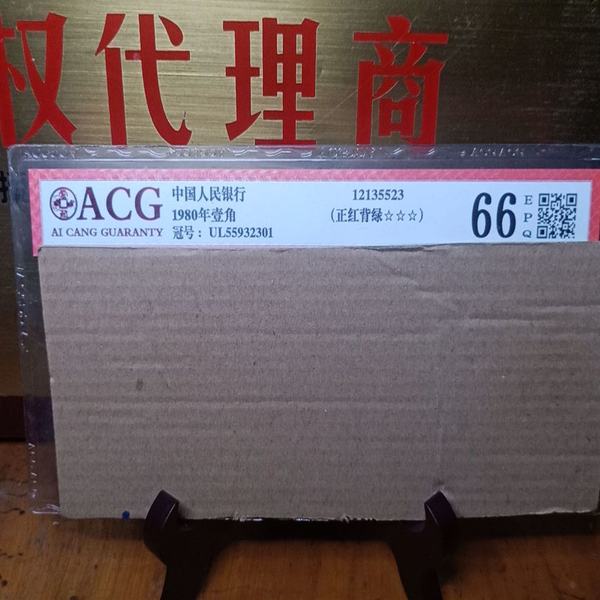 权代理商
ACG
AI CANG GUARANTY
中国人民银行
1980年壹角
冠号：UL55932301
12135523
（正红背绿☆☆☆）
66
EPQ